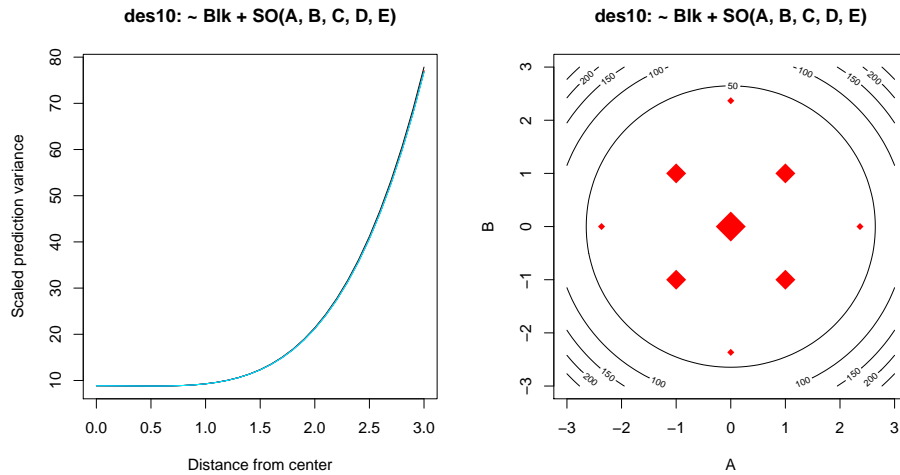 des10: ~ Blk + SO(A, B, C, D, E)
80
70
60
50
40
30
20
10
Scaled prediction variance
0.0 0.5 1.0 1.5 2.0 2.5 3.0
Distance from center
des10: ~ Blk + SO(A, B, C, D, E)
3
2
1
0
−1
−2
−3
B
200 150 100 50 100 150 200
200 150 100 100 150 200
−3 −2 −1 0 1 2 3
A